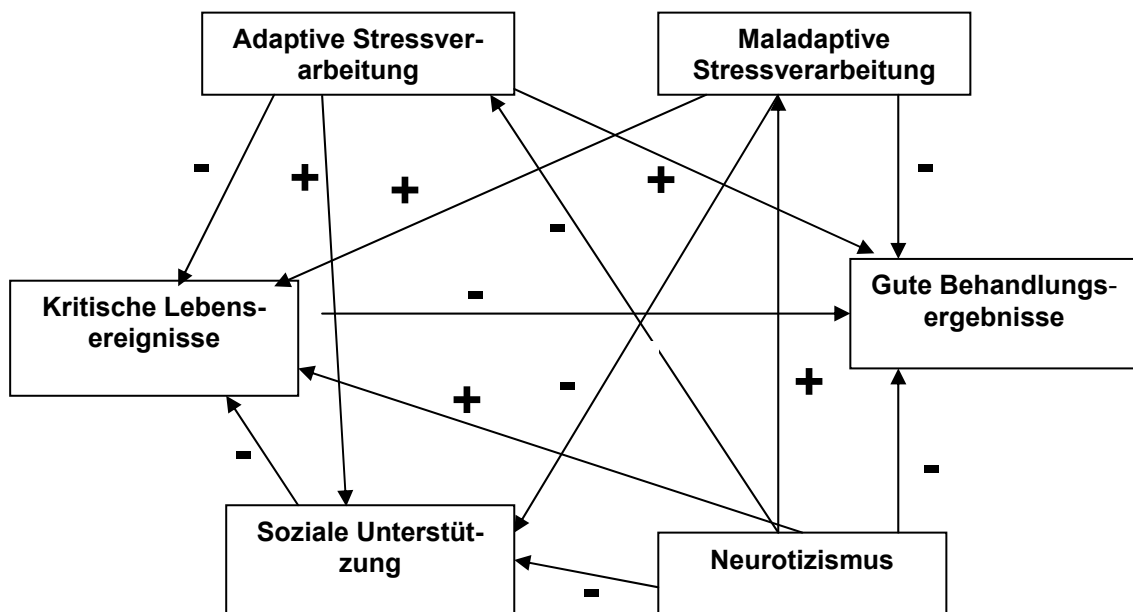 Adaptive Stressver-
arbeitung
Maladaptive
Stressverarbeitung
-
+
+
+
-
-
Kritische Lebens-
ereignisse
-
Gute Behandlungs-
ergebnisse
+
-
+
-
-
Soziale Unterstüt-
zung
Neurotizismus
-